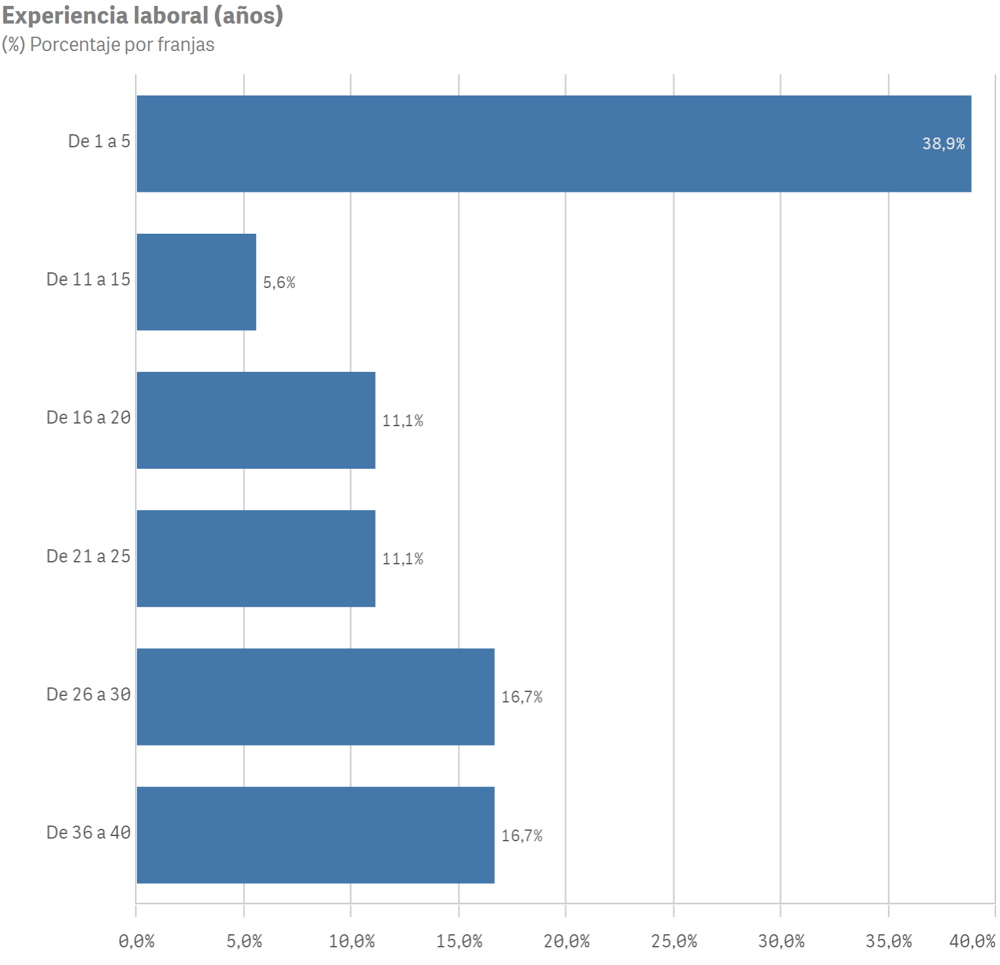 Experiencia laboral (años)
(%) Porcentaje por franjas
De 1 a 5
38,9%
De 11 a 15
5,6%
De 16 a 20
11,1%
De 21 a 25
11,1%
De 26 a 30
16,7%
De 36 a 40
16,7%
0,0% 5,0% 10,0% 15,0% 20,0% 25,0% 30,0% 35,0% 40,0%